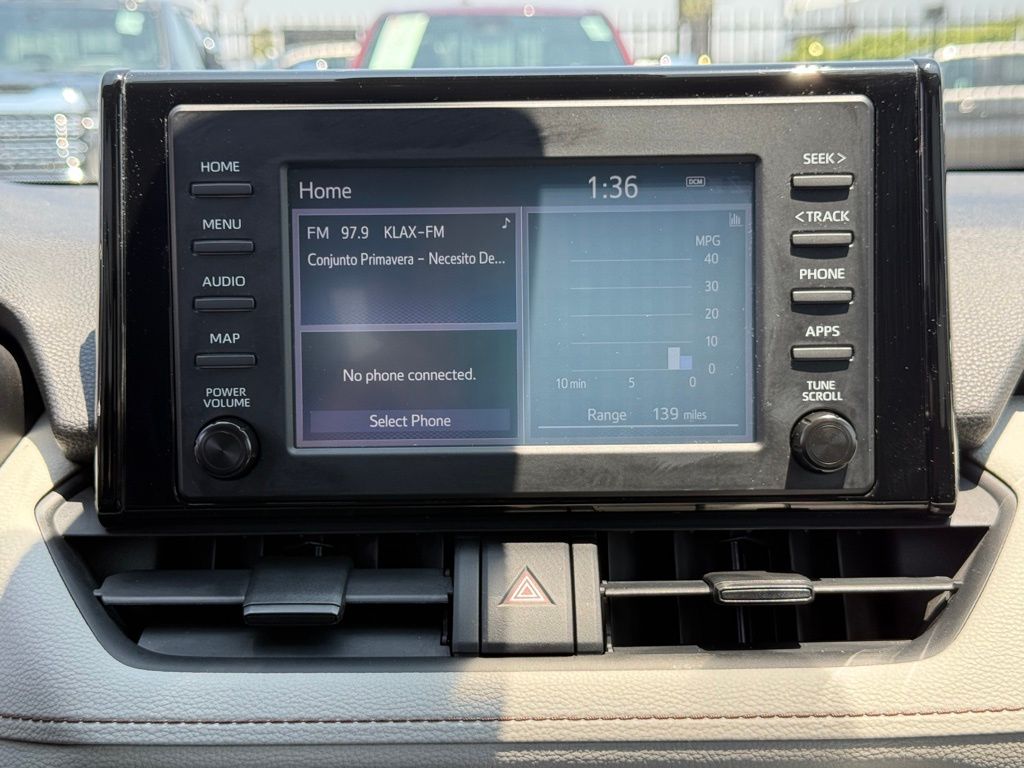 HOME
MENU
AUDIO
MAP
POWER
VOLUME
Home
1:36
DCM
FM 97.9 KLAX-FM
Conjunto Primavera - Necesito De...
No phone connected.
Select Phone
MPG
40
30
20
10
0
10 min 5 0
Range 139 miles
SEEK>
<TRACK
PHONE
APPS
TUNE
SCROLL